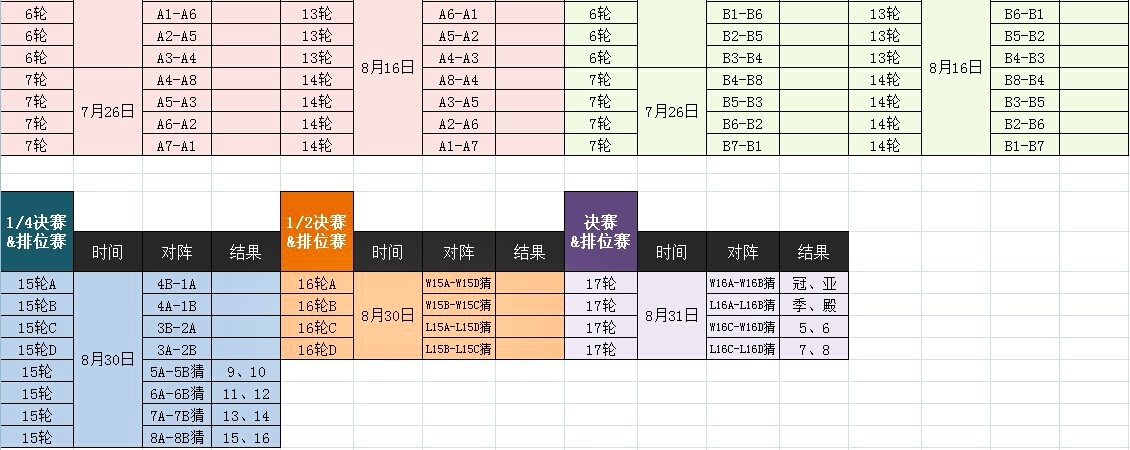 6轮 A1-A6 13轮 A6-A1 6轮 B1-B6 13轮 B6-B1
6轮 A2-A5 13轮 A5-A2 6轮 B2-B5 13轮 B5-B2
6轮 A3-A4 13轮 8月16日 A4-A3 6轮 B3-B4 13轮 8月16日 B4-B3
7轮 A4-A8 14轮 A8-A4 7轮 B4-B8 14轮 B8-B4
7轮 7月26日 A5-A3 14轮 A3-A5 7轮 7月26日 B5-B3 14轮 B3-B5
7轮 A6-A2 14轮 A2-A6 7轮 B6-B2 14轮 B2-B6
7轮 A7-A1 14轮 A1-A7 7轮 B7-B1 14轮 B1-B7
1/4决赛 1/2决赛 决赛
&排位赛 时间 对阵 结果 &排位赛 时间 对阵 结果 &排位赛 时间 对阵 结果
15轮A 4B-1A 16轮A W15A-W15D猜 17轮 W16A-W16B猜 冠、亚
15轮B 4A-1B 16轮B 8月30日 W15B-W15C猜 17轮 8月31日 L16A-L16B猜 季、殿
15轮C 3B-2A 16轮C L15A-L15D猜 17轮 W16C-W16D猜 5、6
15轮D 8月30日 3A-2B 16轮D L15B-L15C猜 17轮 L16C-L16D猜 7、8
15轮 5A-5B猜 9、10
15轮 6A-6B猜 11、12
15轮 7A-7B猜 13、14
15轮 8A-8B猜 15、16